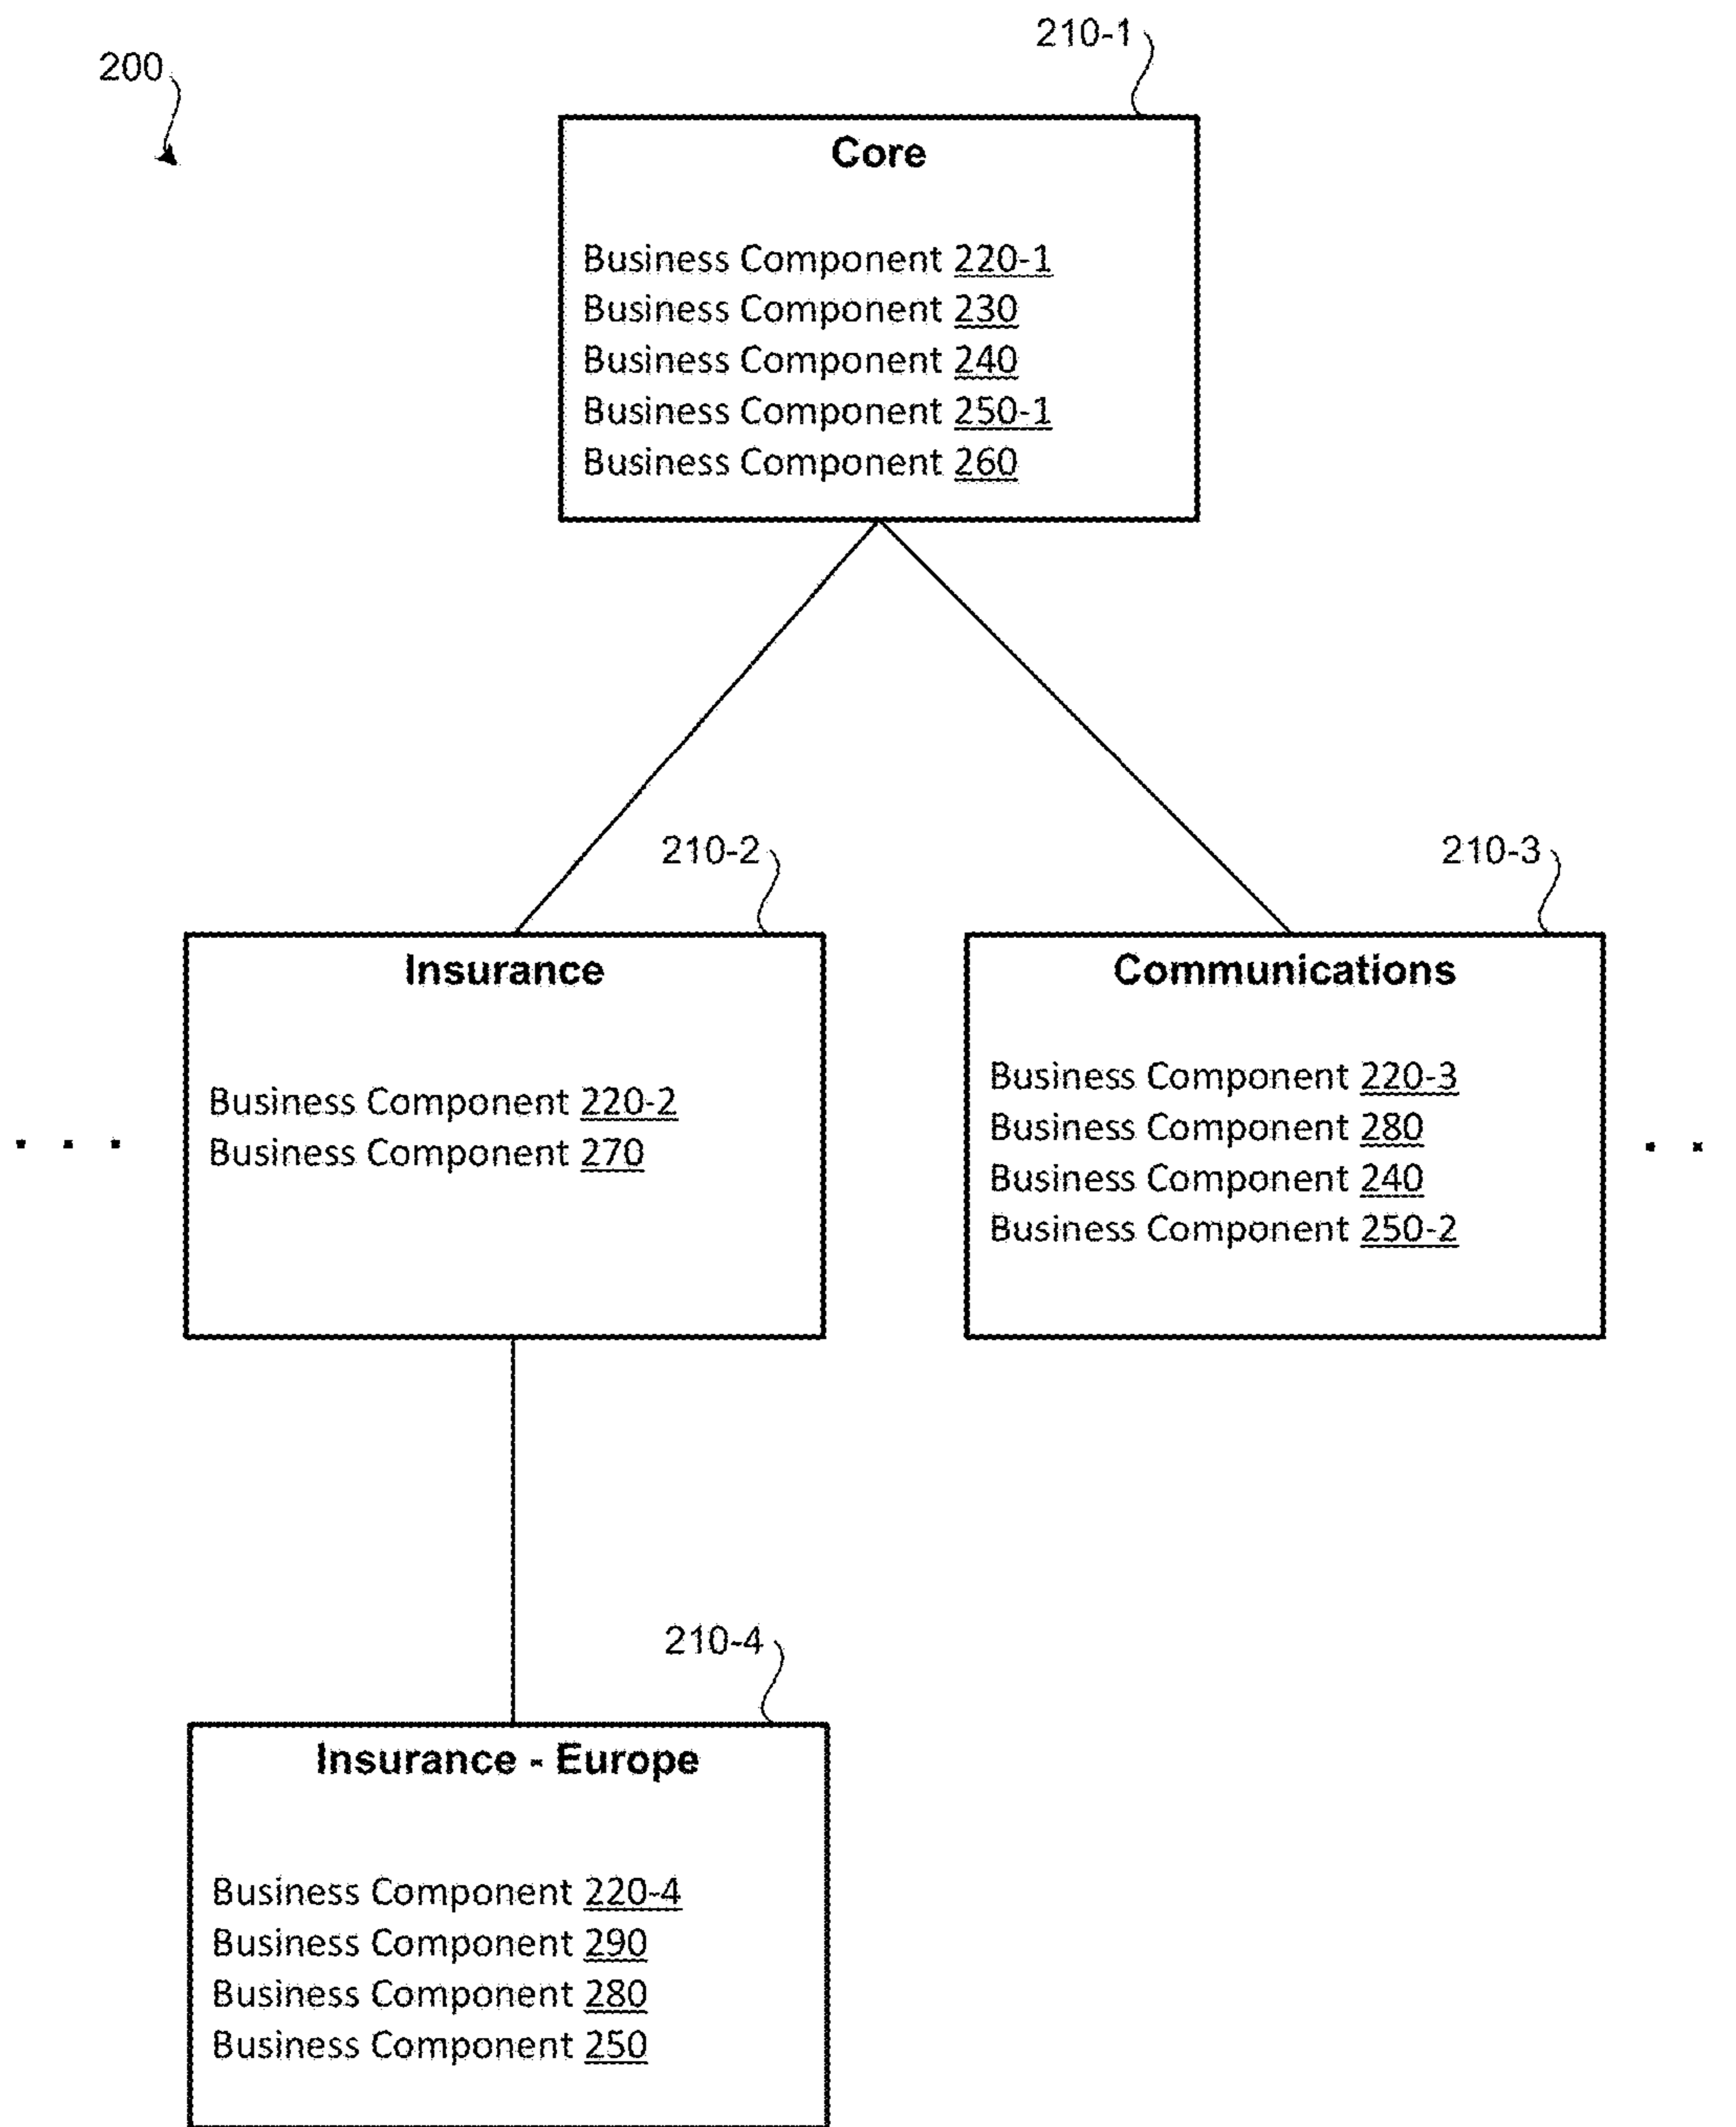 210-1
200
Core
Business Component 220-1
Business Component 230
Business Component 240
Business Component 250-1
Business Component 260
210-2
210-3
Insurance
Business Component 220-2
Business Component 270
Communications
Business Component 220-3
Business Component 280
Business Component 240
Business Component 250-2
. . .
. .
210-4
Insurance - Europe
Business Component 220-4
Business Component 290
Business Component 280
Business Component 250